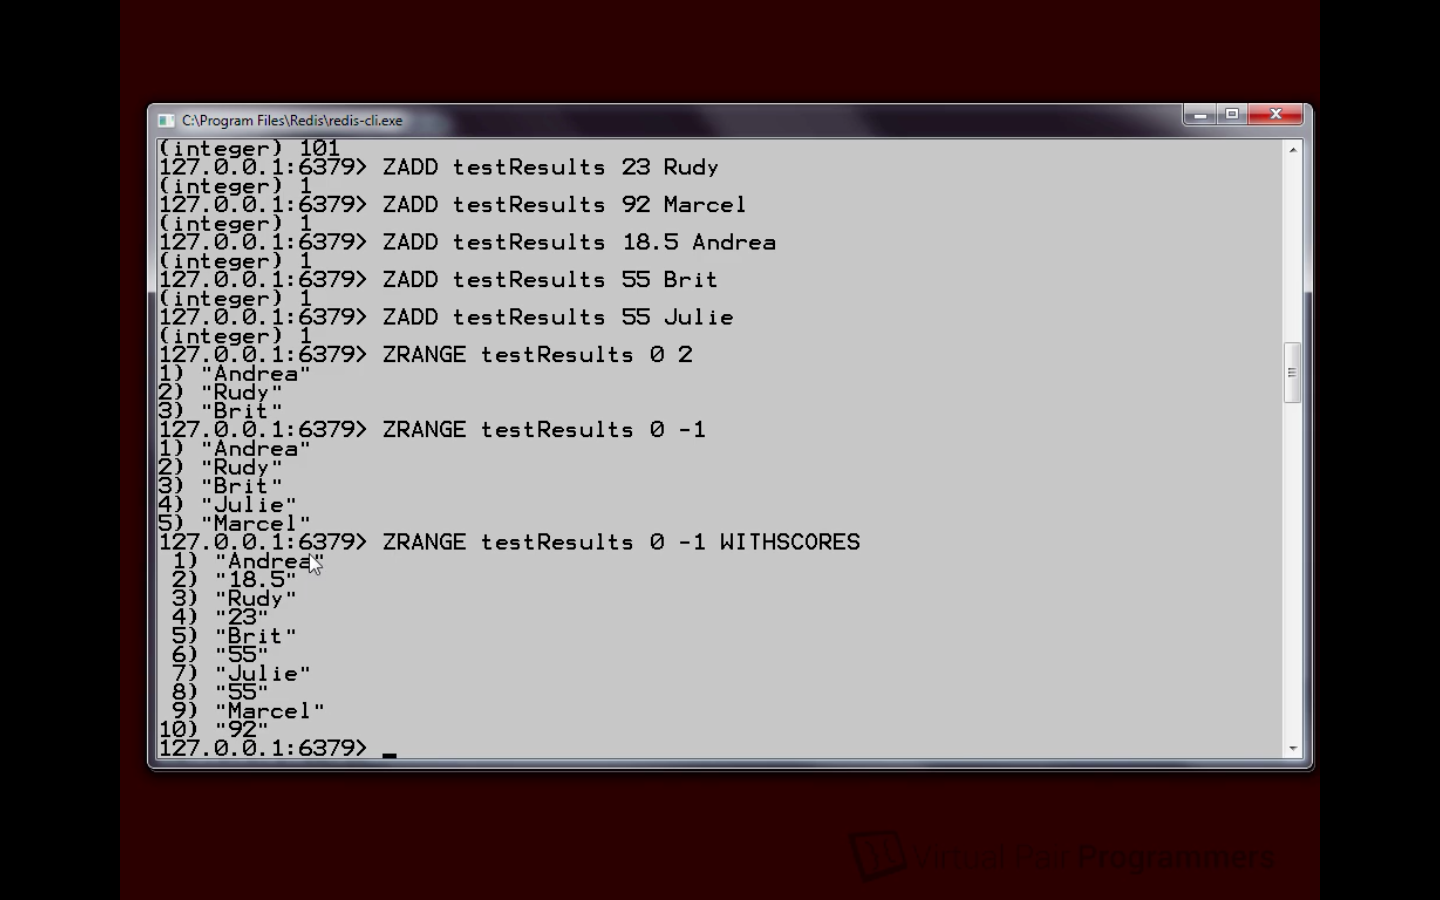 C:\Program Files\Redis\redis-cli.exe
(integer) 101
127.0.0.1:6379> ZADD testResults 23 Rudy
(integer) 1
127.0.0.1:6379> ZADD testResults 92 Marcel
(integer) 1
127.0.0.1:6379> ZADD testResults 18.5 Andrea
(integer) 1
127.0.0.1:6379> ZADD testResults 55 Brit
(integer) 1
127.0.0.1:6379> ZADD testResults 55 Julie
(integer) 1
127.0.0.1:6379> ZRANGE testResults 0 2
1) "Andrea"
2) "Rudy"
3) "Brit"
127.0.0.1:6379> ZRANGE testResults 0 -1
1) "Andrea"
2) "Rudy"
3) "Brit"
4) "Julie"
5) "Marcel"
127.0.0.1:6379> ZRANGE testResults 0 -1 WITHSCORES
1) "Andrea"
2) "18.5"
3) "Rudy"
4) "23"
5) "Brit"
6) "55"
7) "Julie"
8) "55"
9) "Marcel"
10) "92"
127.0.0.1:6379> _
Virtual Pair Programmers